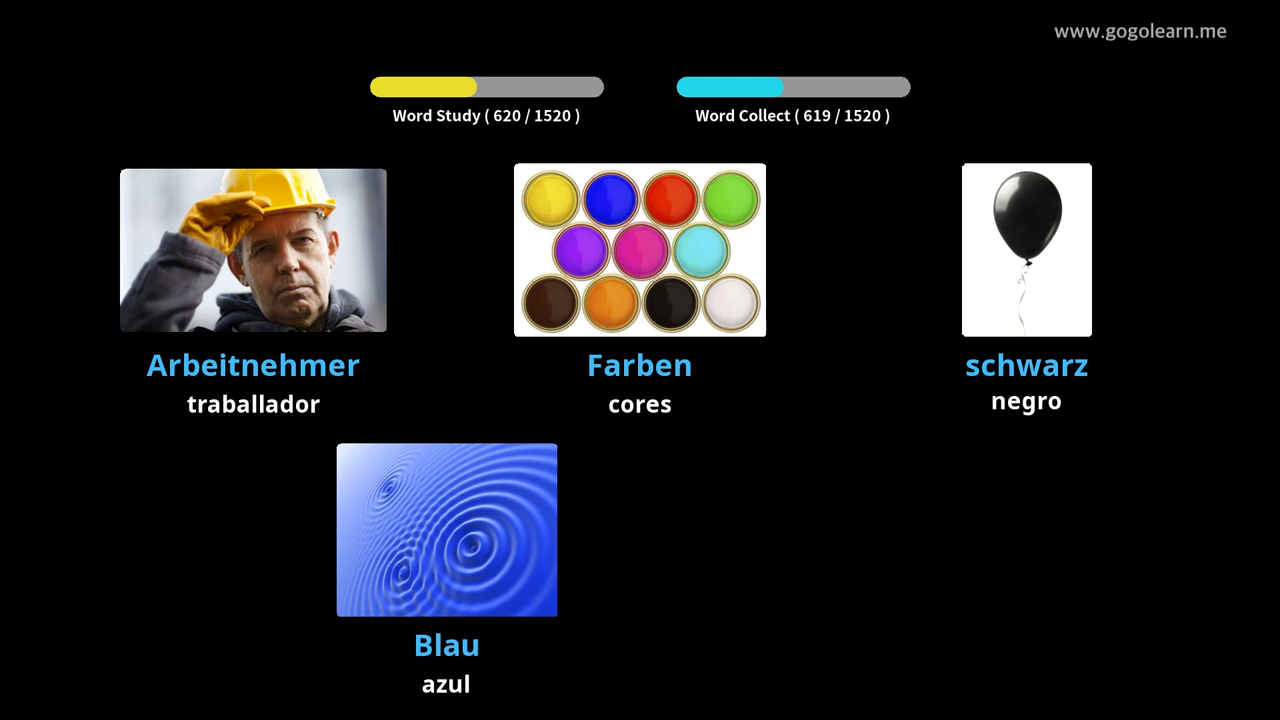 www.gogolearn.me
Word Study ( 620 / 1520 )
Word Collect ( 619 / 1520 )
Arbeitnehmer
traballador
Farben
cores
schwarz
negro
Blau
azul